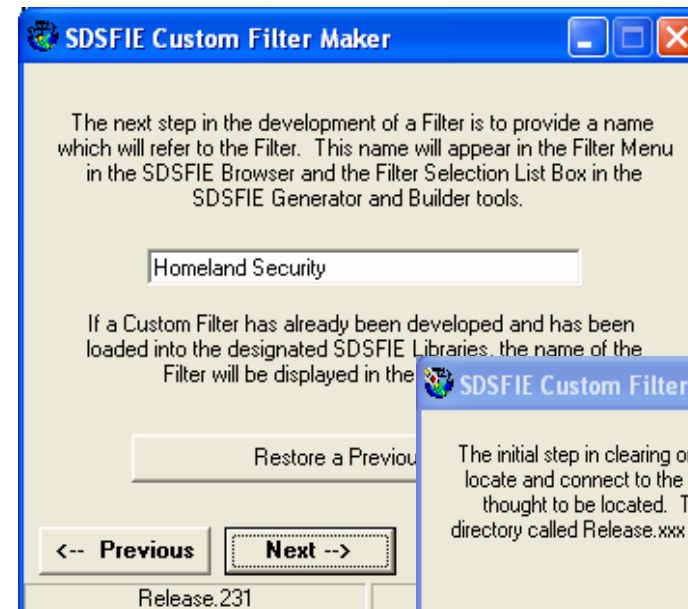 SDSFIE Custom Filter Maker
The next step in the development of a Filter is to provide a name
which will refer to the Filter.  This name will appear in the Filter Menu
in the SDSFIE Browser and the Filter Selection List Box in the
SDSFIE Generator and Builder tools.
Homeland Security
If a Custom Filter has already been developed and has been
loaded into the designated SDSFIE Libraries, the name of the
Filter will be displayed in the
Restore a Previou
<-- Previous
Next -->
Release.231
SDSFIE Custom Filter
The initial step in clearing or
locate and connect to the
thought to be located.  T
directory called Release.xxx